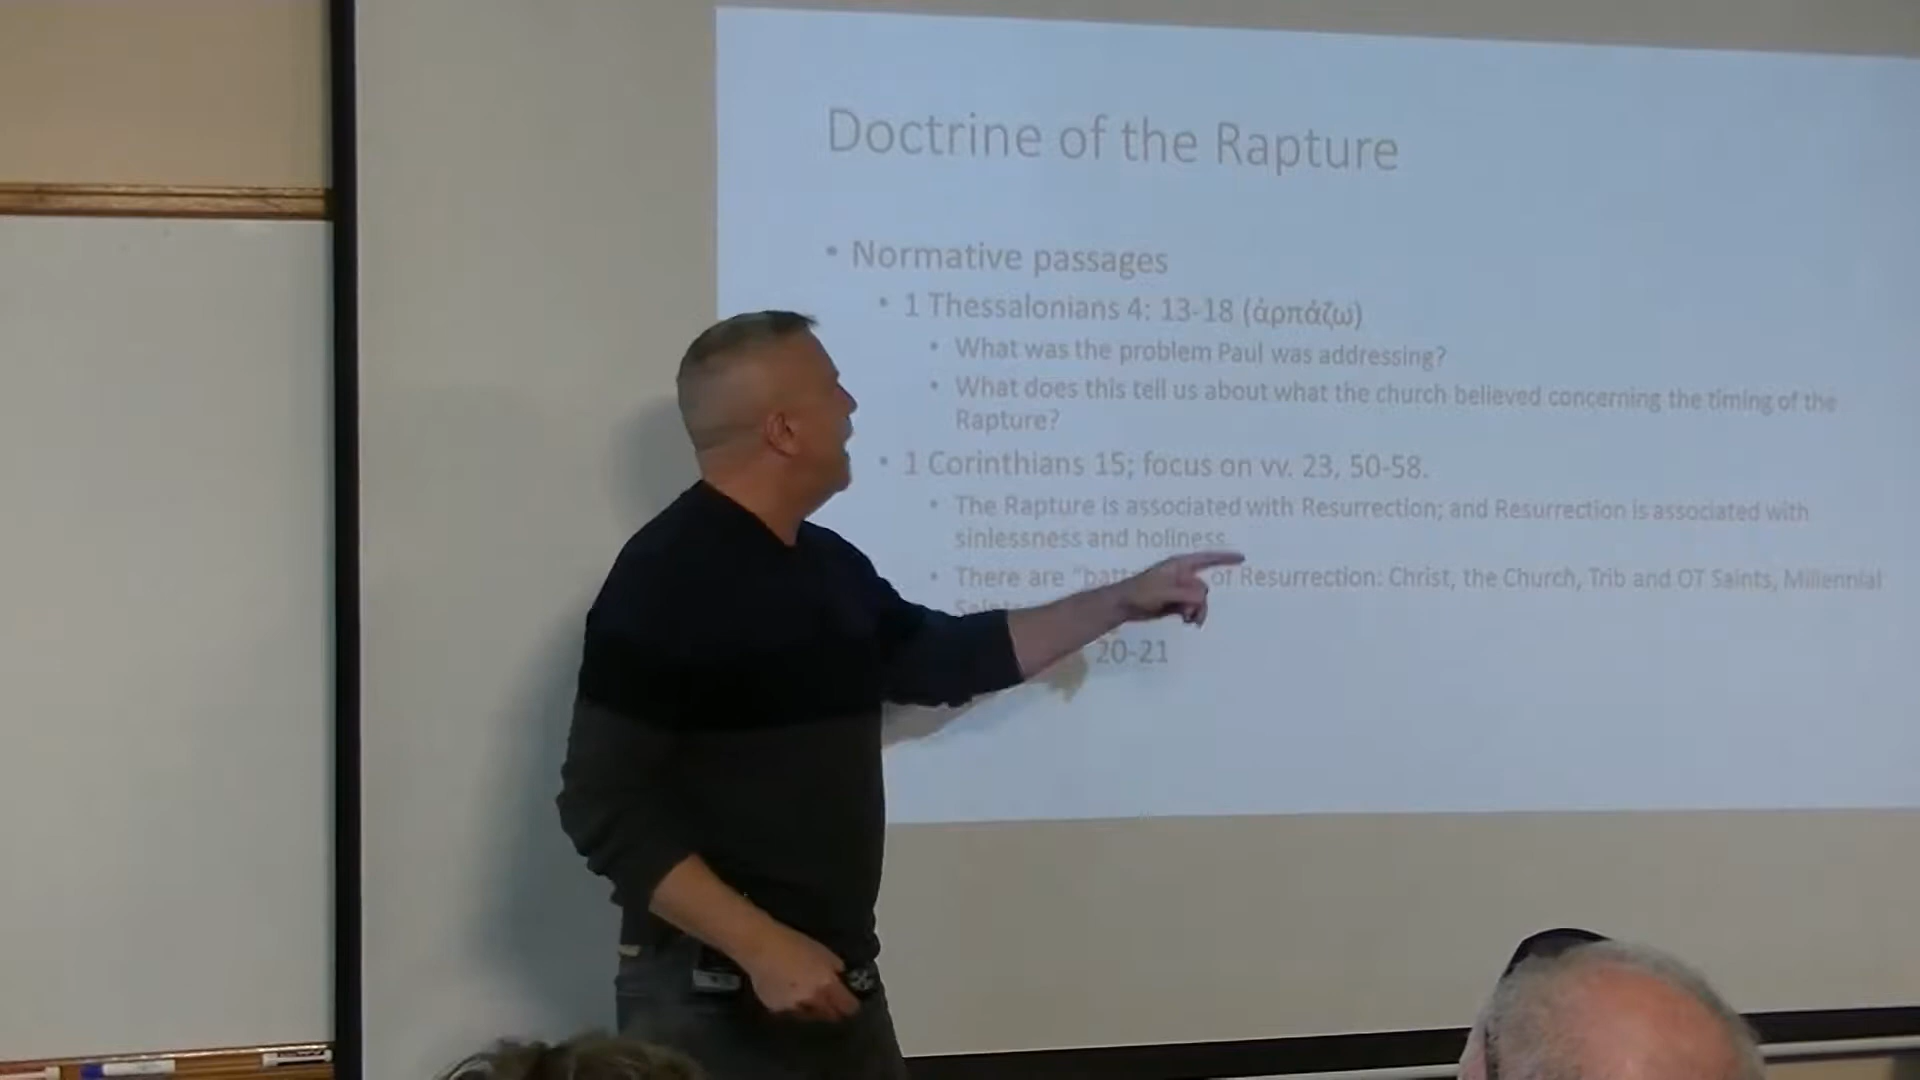 Doctrine of the Rapture
• Normative passages
• 1 Thessalonians 4: 13-18 (ἁρπάζω)
• What was the problem Paul was addressing?
• What does this tell us about what the church believed concerning the timing of the
Rapture?
• 1 Corinthians 15; focus on vv. 23, 50-58.
• The Rapture is associated with Resurrection; and Resurrection is associated with
sinlessness and holiness.
• There are of Resurrection: Christ, the Church, Trib and OT Saints, Millennial
Saints
20-21